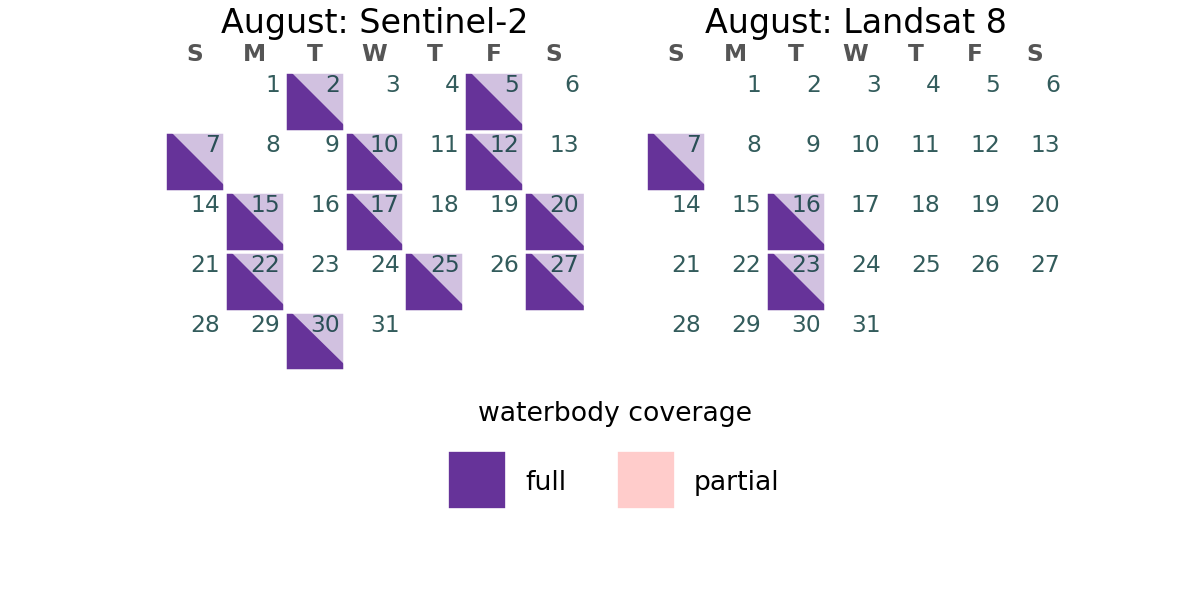 August: Sentinel-2
S M T W T F S
1 2 3 4 5 6
7 8 9 10 11 12 13
14 15 16 17 18 19 20
21 22 23 24 25 26 27
28 29 30 31
August: Landsat 8
S M T W T F S
1 2 3 4 5 6
7 8 9 10 11 12 13
14 15 16 17 18 19 20
21 22 23 24 25 26 27
28 29 30 31
waterbody coverage
full
partial